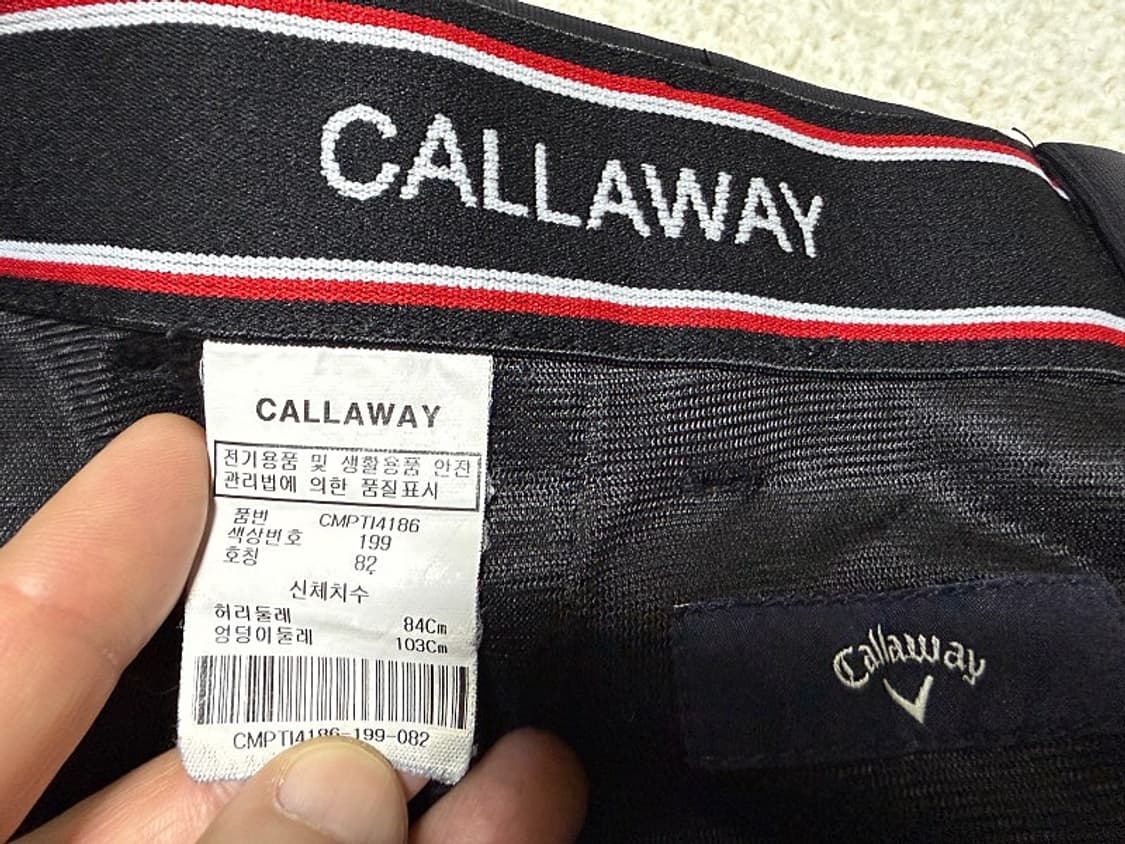 CALLAWAY
CALLAWAY
전기용품 및 생활용품 안전
관리법에 의한 품질표시
품번 CMPTI4186
색상번호 199
호칭 82
신체치수
허리둘레 84Cm
엉덩이둘레 103Cm
CMPTI4186-199-082
Callaway